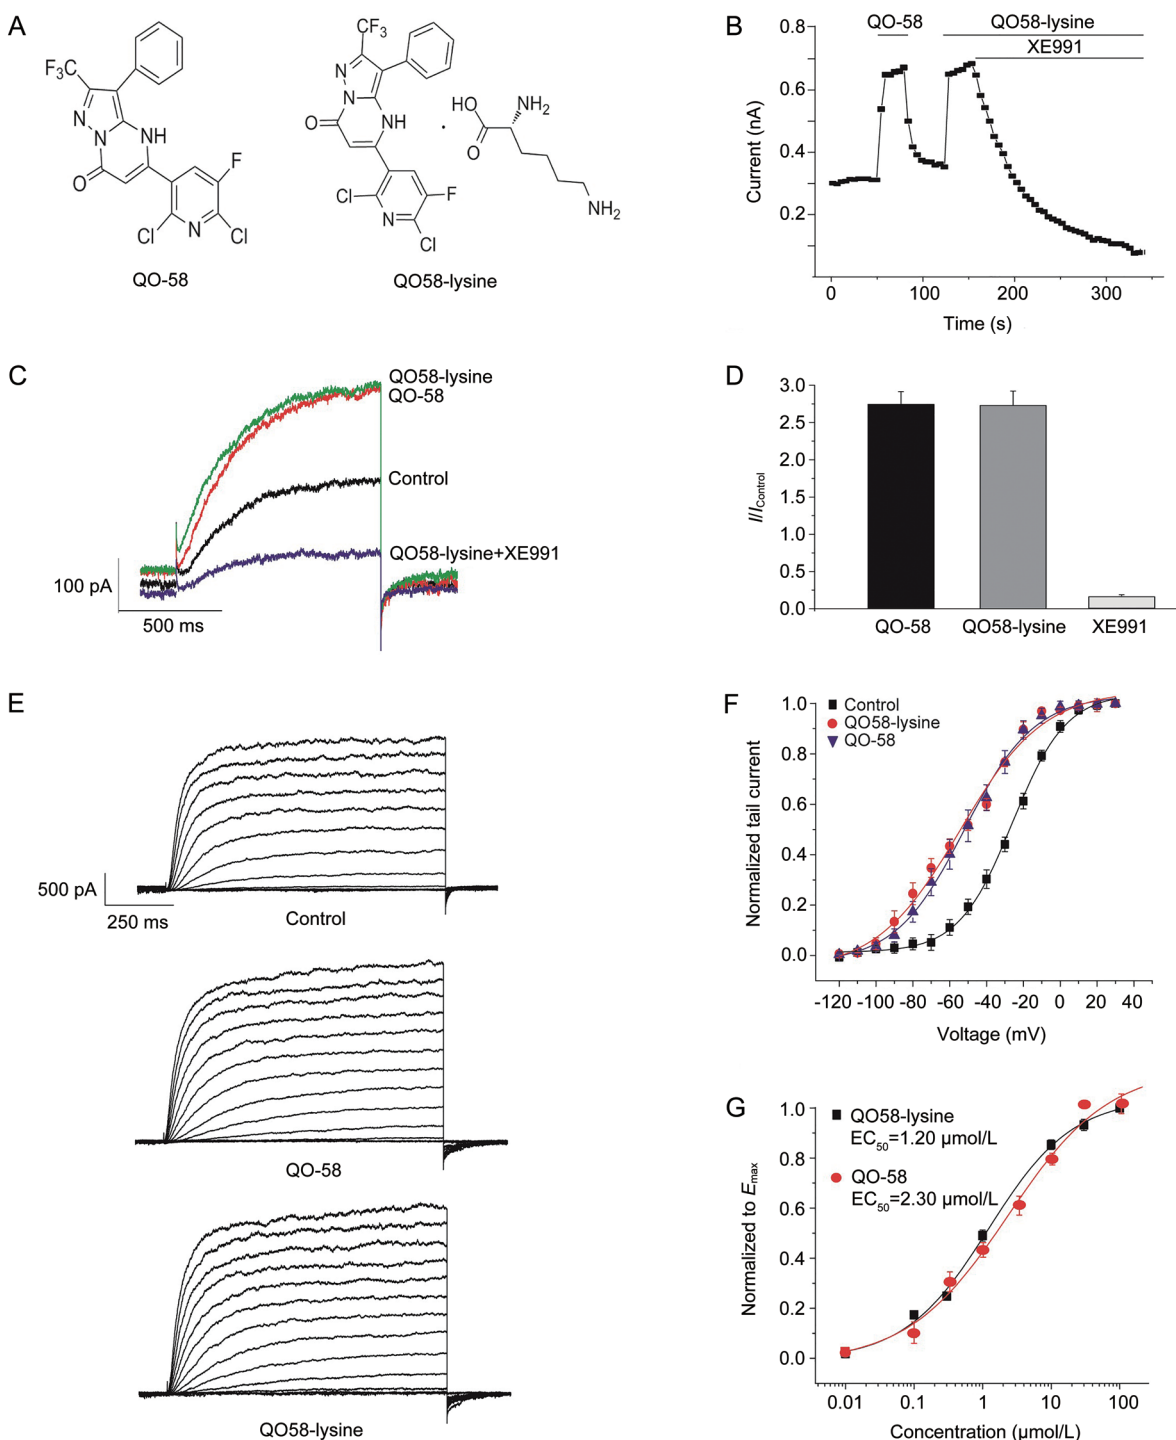 A
F₃C
N
N
NH
O
F
Cl
N
Cl
QO-58
CF₃
N
N
NH
O
Cl
F
N
Cl
·
HO
NH₂
O
NH₂
QO58-lysine
B
QO-58
QO58-lysine
XE991
Current (nA)
0.8
0.6
0.4
0.2
0
100
200
300
Time (s)
C
QO58-lysine
QO-58
Control
QO58-lysine+XE991
100 pA
500 ms
D
I/I_Control
3.0
2.5
2.0
1.5
1.0
0.5
0.0
QO-58
QO58-lysine
XE991
E
500 pA
250 ms
Control
QO-58
QO58-lysine
F
Control
QO58-lysine
QO-58
Normalized tail current
1.0
0.8
0.6
0.4
0.2
0.0
-120 -100 -80 -60 -40 -20 0 20 40
Voltage (mV)
G
QO58-lysine
EC₅₀=1.20 µmol/L
QO-58
EC₅₀=2.30 µmol/L
Normalized to E_max
1.0
0.8
0.6
0.4
0.2
0.0
0.01 0.1 1 10 100
Concentration (µmol/L)